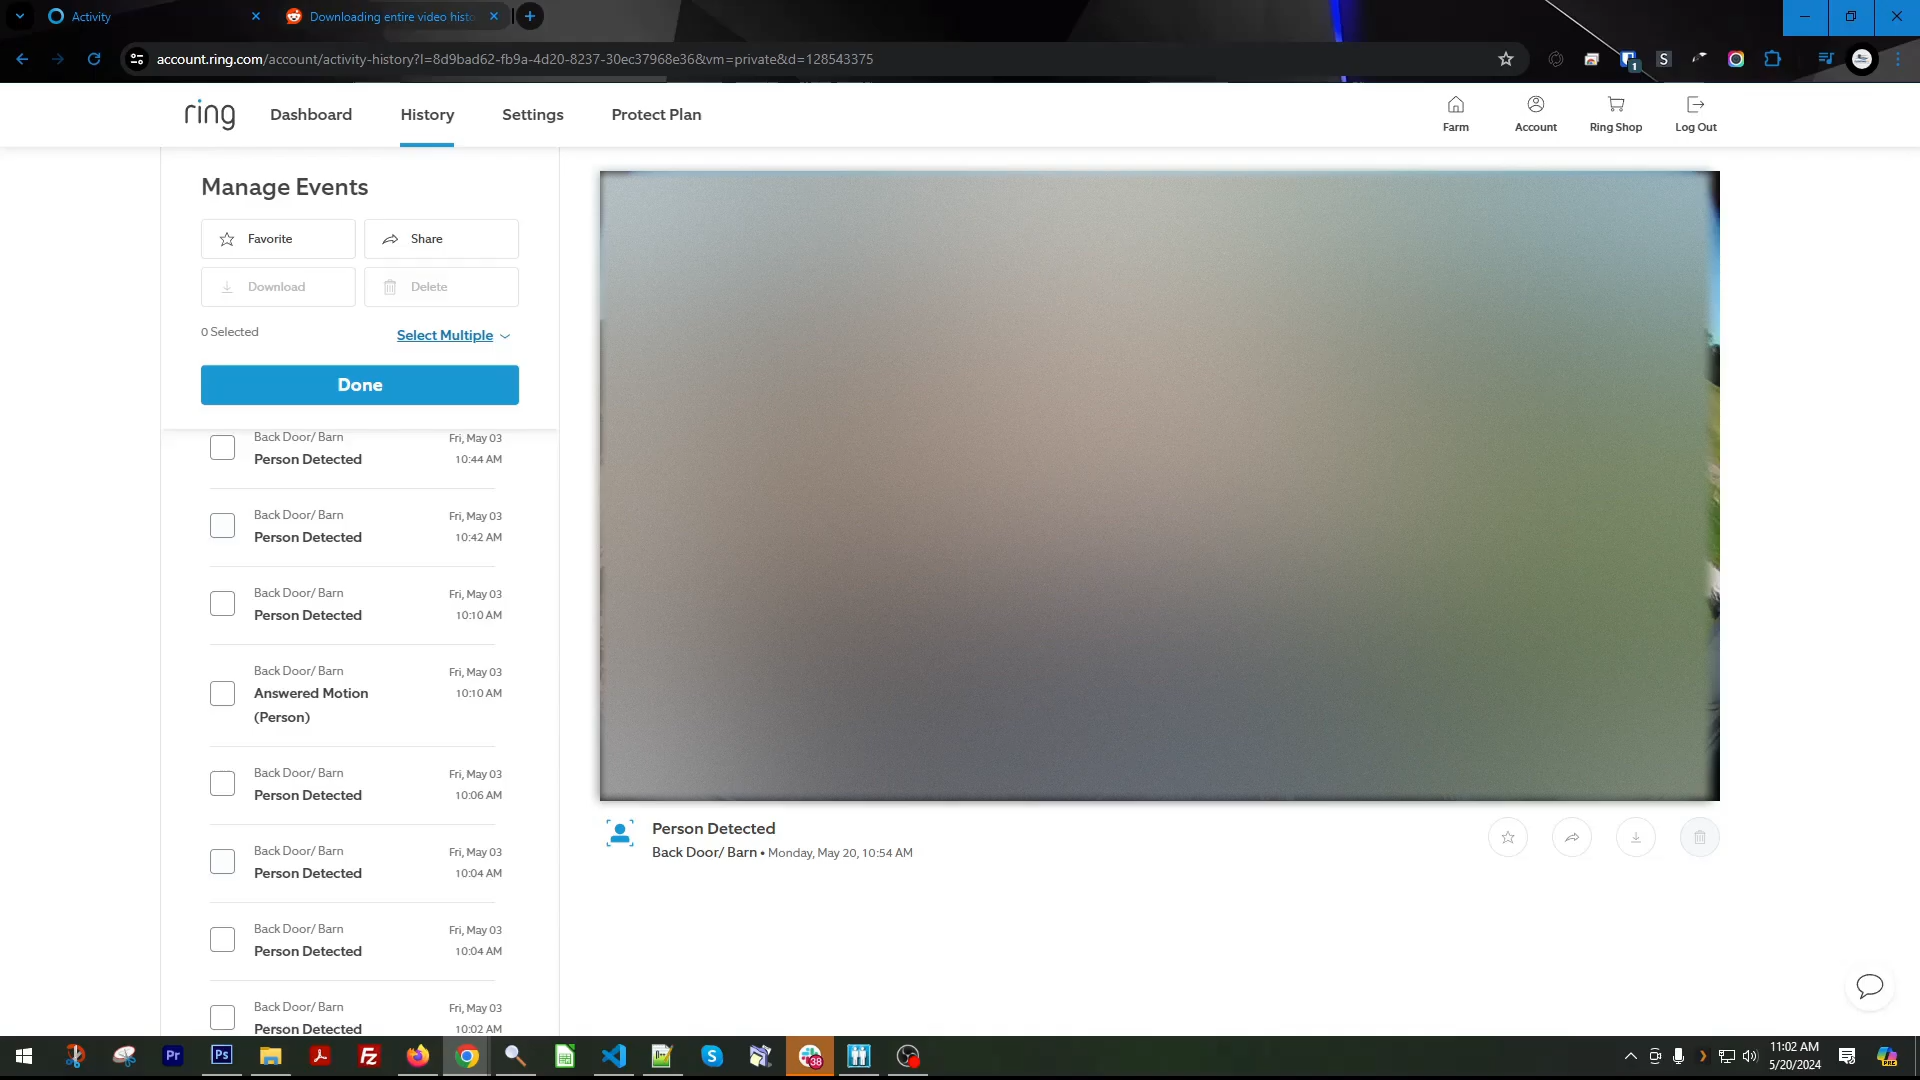 Activity
Downloading entire video histo
account.ring.com/account/activity-history?l=8d9bad62-fb9a-4d20-8237-30ec37968e36&vm=private&d=128543375
1
S
ring
Dashboard
History
Settings
Protect Plan
Farm
Account
Ring Shop
Log Out
Manage Events
Favorite
Share
Download
Delete
0 Selected
Select Multiple
Done
Back Door/ Barn
Fri, May 03
Person Detected
10:44 AM
Back Door/ Barn
Fri, May 03
Person Detected
10:42 AM
Back Door/ Barn
Fri, May 03
Person Detected
10:10 AM
Back Door/ Barn
Fri, May 03
Answered Motion
10:10 AM
(Person)
Back Door/ Barn
Fri, May 03
Person Detected
10:06 AM
Back Door/ Barn
Fri, May 03
Person Detected
10:04 AM
Back Door/ Barn
Fri, May 03
Person Detected
10:04 AM
Back Door/ Barn
Fri, May 03
Person Detected
10:02 AM
Person Detected
Back Door/ Barn • Monday, May 20, 10:54 AM
Pr
Ps
FZ
S
38
11:02 AM
5/20/2024
PRE